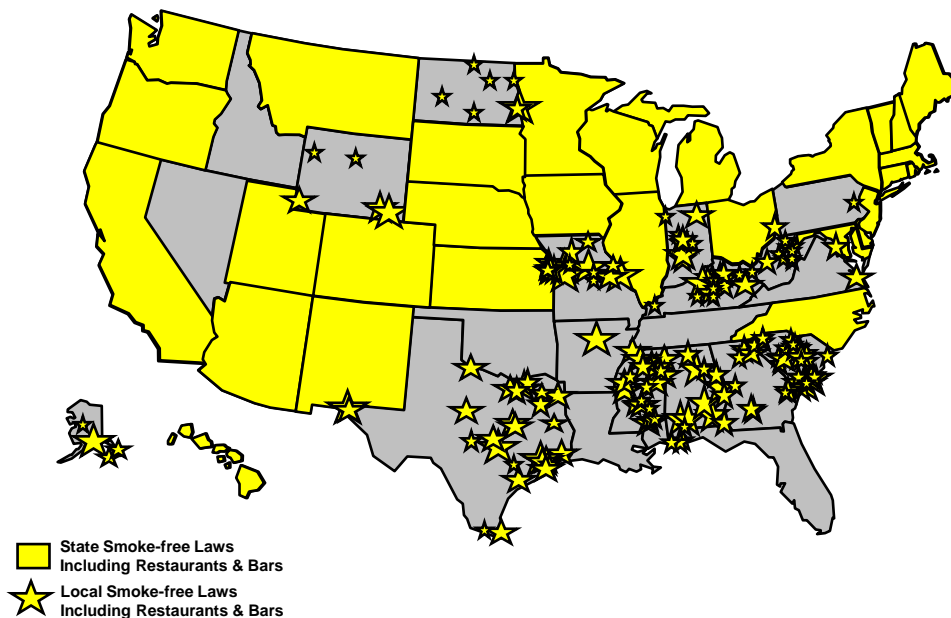 State Smoke-free Laws
Including Restaurants & Bars
Local Smoke-free Laws
Including Restaurants & Bars